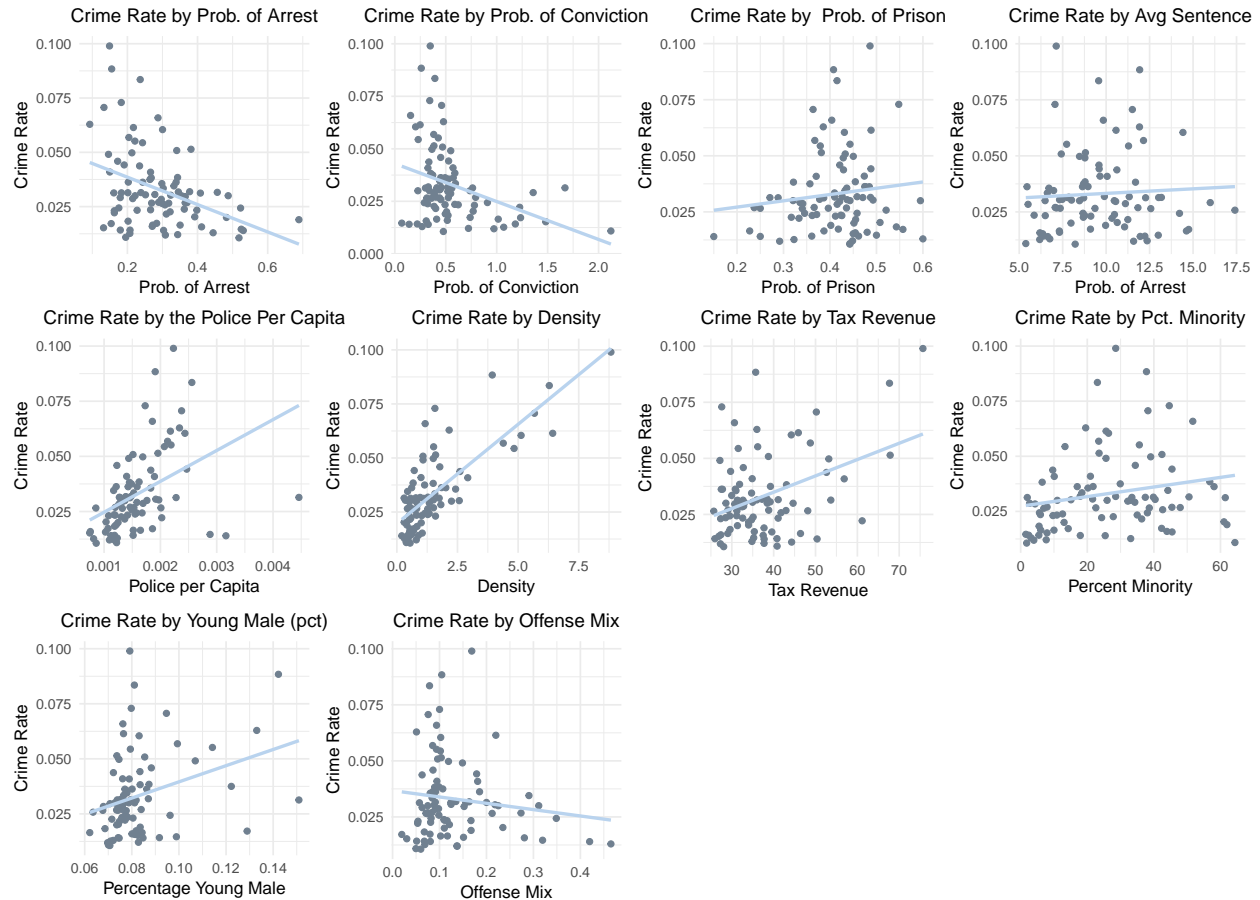 Crime Rate by Prob. of Arrest
Crime Rate by Prob. of Conviction
Crime Rate by  Prob. of Prison
Crime Rate by Avg Sentence
Crime Rate
0.100
0.075
0.050
0.025
0.2 0.4 0.6
Prob. of Arrest
Crime Rate
0.100
0.075
0.050
0.025
0.000
0.0 0.5 1.0 1.5 2.0
Prob. of Conviction
Crime Rate
0.100
0.075
0.050
0.025
0.2 0.3 0.4 0.5 0.6
Prob. of Prison
Crime Rate
0.100
0.075
0.050
0.025
5.0 7.5 10.0 12.5 15.0 17.5
Prob. of Arrest
Crime Rate by the Police Per Capita
Crime Rate by Density
Crime Rate by Tax Revenue
Crime Rate by Pct. Minority
Crime Rate
0.100
0.075
0.050
0.025
0.001 0.002 0.003 0.004
Police per Capita
Crime Rate
0.100
0.075
0.050
0.025
0.0 2.5 5.0 7.5
Density
Crime Rate
0.100
0.075
0.050
0.025
30 40 50 60 70
Tax Revenue
Crime Rate
0.100
0.075
0.050
0.025
0 20 40 60
Percent Minority
Crime Rate by Young Male (pct)
Crime Rate by Offense Mix
Crime Rate
0.100
0.075
0.050
0.025
0.06 0.08 0.10 0.12 0.14
Percentage Young Male
Crime Rate
0.100
0.075
0.050
0.025
0.0 0.1 0.2 0.3 0.4
Offense Mix